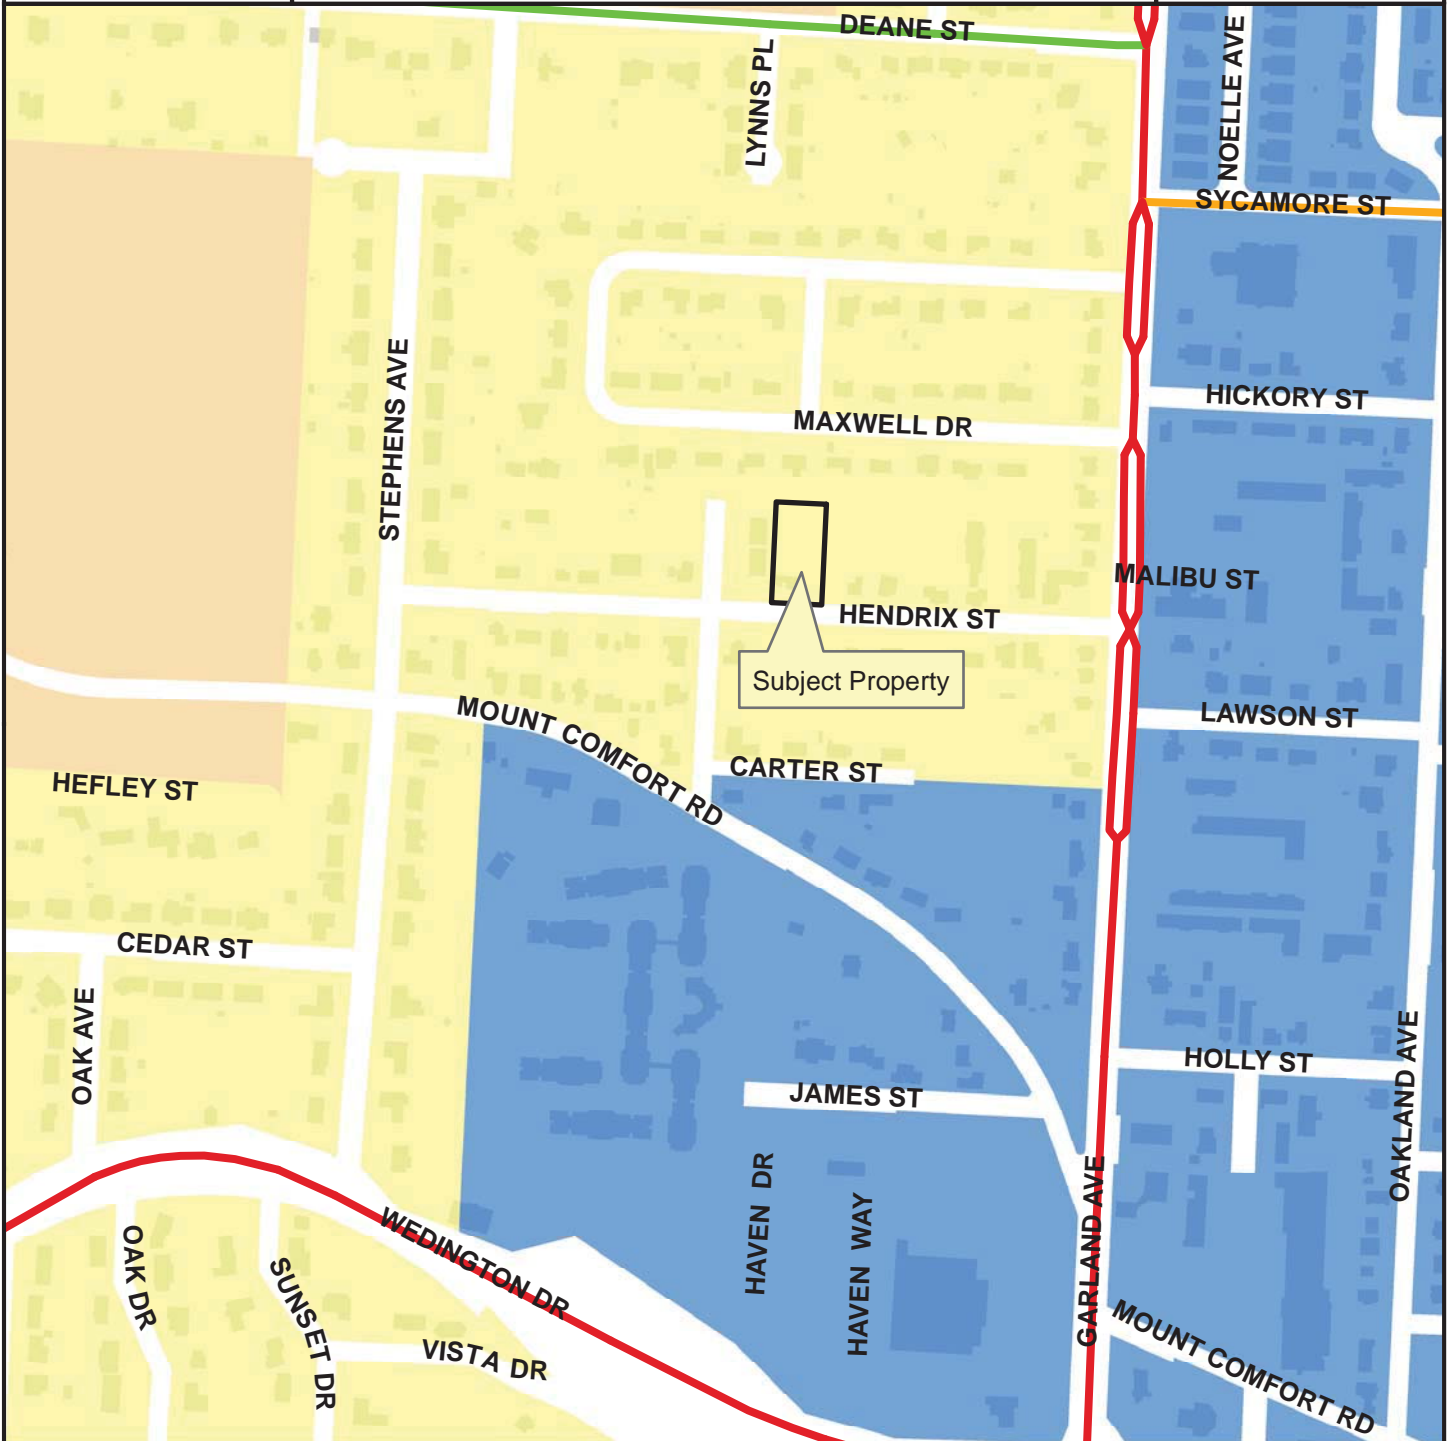 DEANE ST
LYNNS PL
NOELLE AVE
SYCAMORE ST
STEPHENS AVE
HICKORY ST
MAXWELL DR
MALIBU ST
HENDRIX ST
Subject Property
MOUNT COMFORT RD
LAWSON ST
CARTER ST
HEFLEY ST
CEDAR ST
OAK AVE
HOLLY ST
OAKLAND AVE
JAMES ST
HAVEN DR
HAVEN WAY
GARLAND AVE
WEDINGTON DR
OAK DR
SUNSET DR
VISTA DR
MOUNT COMFORT RD